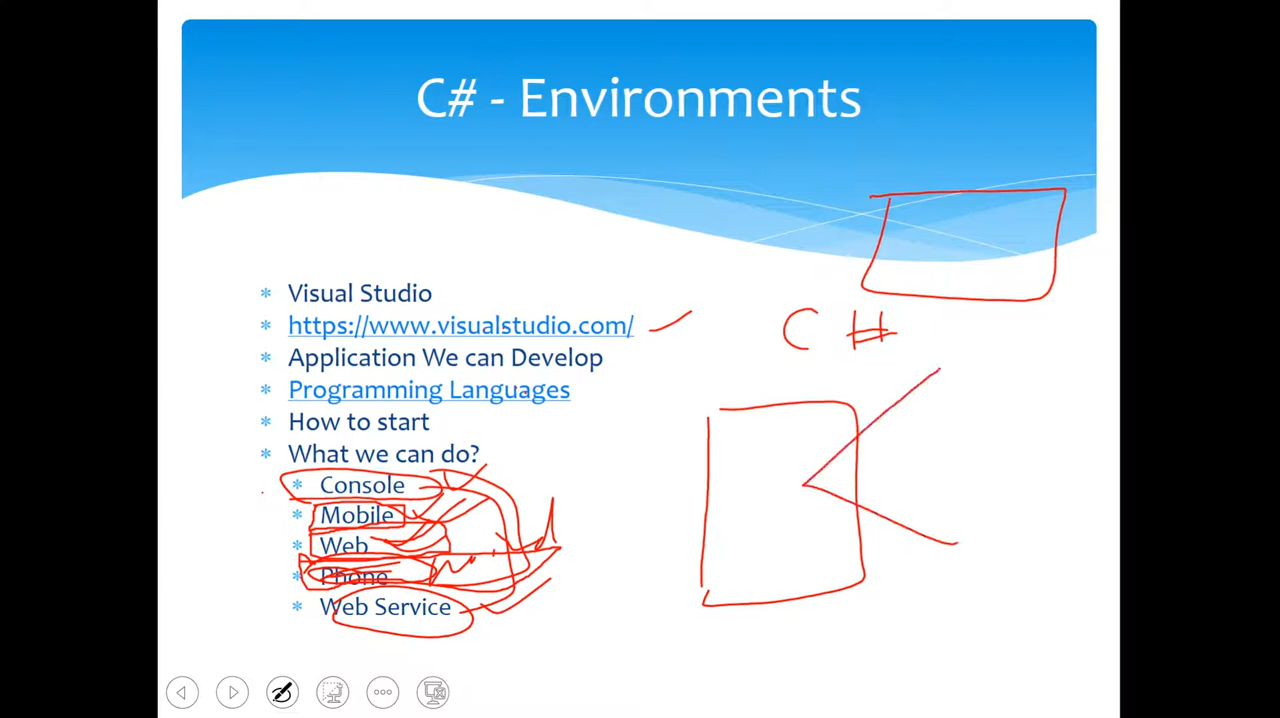 C# - Environments
Visual Studio
https://www.visualstudio.com/
C #
Application We can Develop
Programming Languages
How to start
What we can do?
Console
Mobile
Web
Phone
Web Service